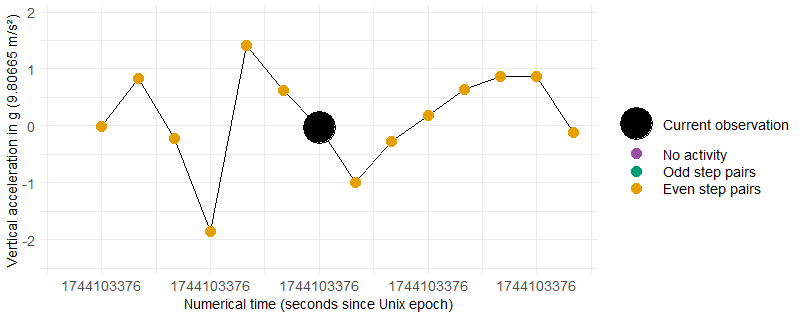 Vertical acceleration in g (9.80665 m/s²)
2
1
0
-1
-2
1744103376 1744103376 1744103376 1744103376 1744103376
Numerical time (seconds since Unix epoch)
Current observation
No activity
Odd step pairs
Even step pairs